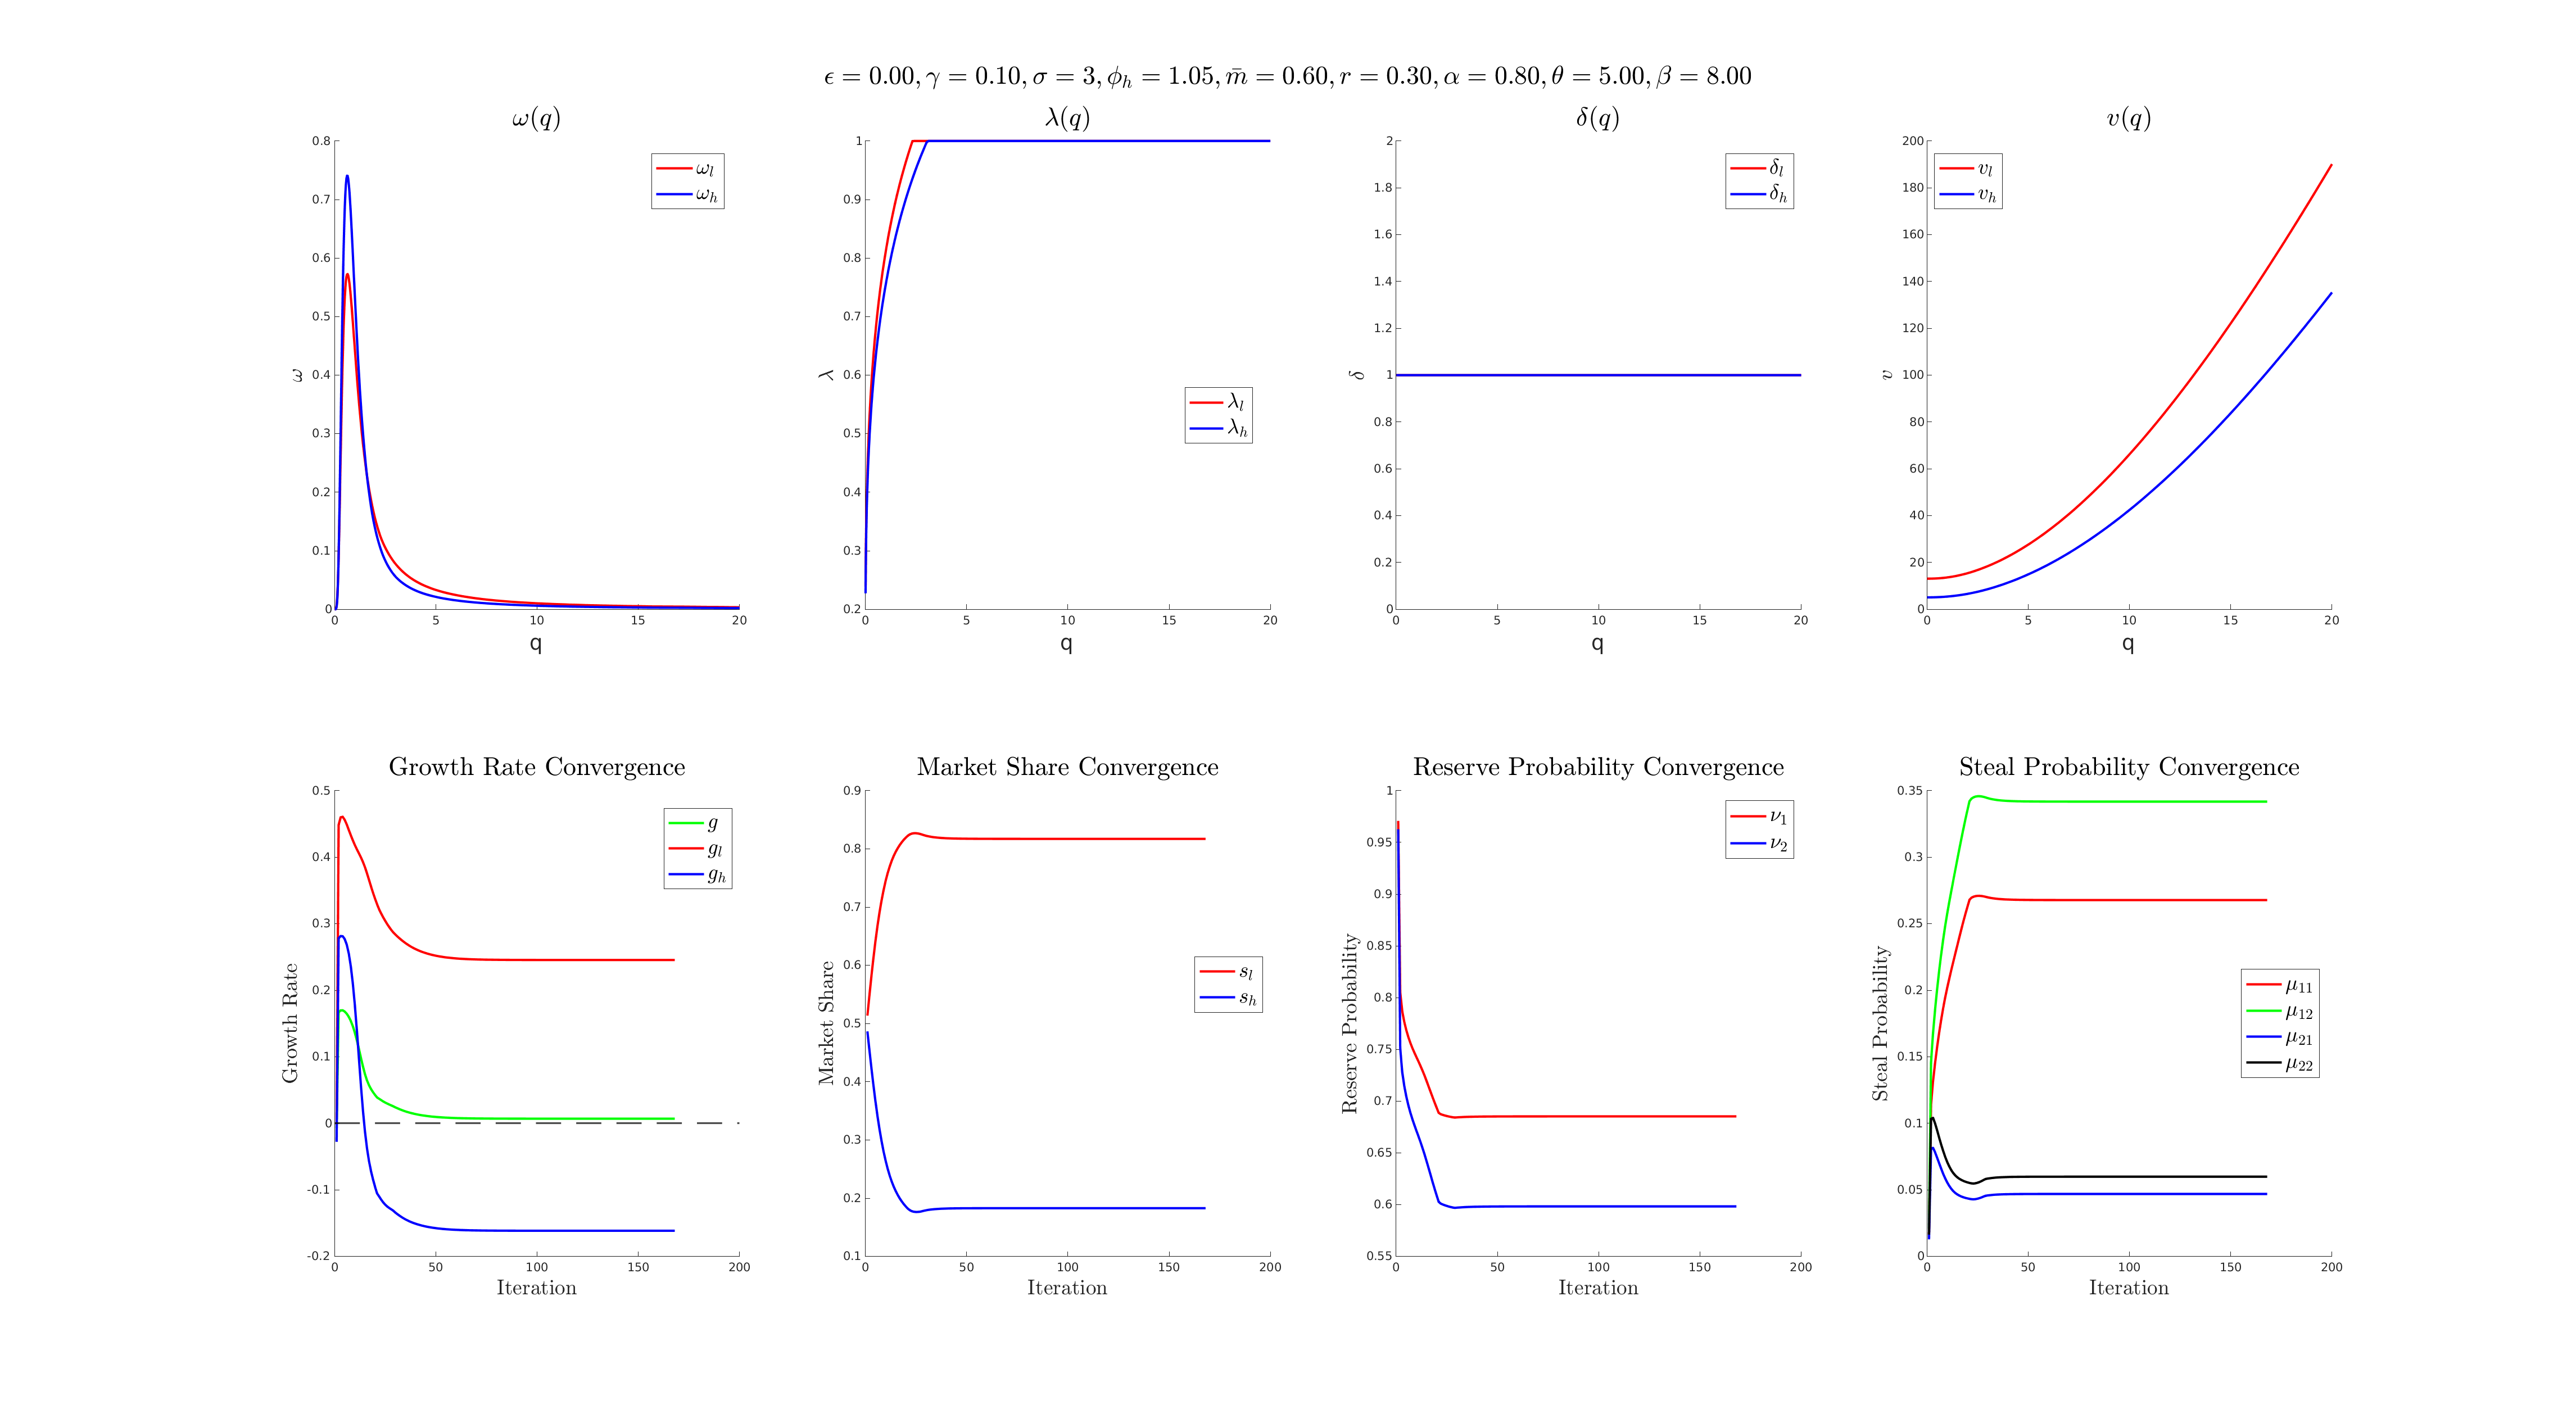 ϵ = 0.00, γ = 0.10, σ = 3, ϕ_h = 1.05, m̄ = 0.60, r = 0.30, α = 0.80, θ = 5.00, β = 8.00
ω(q)
0.8
0.7
0.6
0.5
0.4
0.3
0.2
0.1
0
ω
ω_l
ω_h
0 5 10 15 20
q
λ(q)
1
0.9
0.8
0.7
0.6
0.5
0.4
0.3
0.2
λ
λ_l
λ_h
0 5 10 15 20
q
δ(q)
2
1.8
1.6
1.4
1.2
1
0.8
0.6
0.4
0.2
0
δ
δ_l
δ_h
0 5 10 15 20
q
v(q)
200
180
160
140
120
100
80
60
40
20
0
v
v_l
v_h
0 5 10 15 20
q
Growth Rate Convergence
0.5
0.4
0.3
0.2
0.1
0
-0.1
-0.2
Growth Rate
g
g_l
g_h
0 50 100 150 200
Iteration
Market Share Convergence
0.9
0.8
0.7
0.6
0.5
0.4
0.3
0.2
0.1
Market Share
s_l
s_h
0 50 100 150 200
Iteration
Reserve Probability Convergence
1
0.95
0.9
0.85
0.8
0.75
0.7
0.65
0.6
0.55
Reserve Probability
ν_1
ν_2
0 50 100 150 200
Iteration
Steal Probability Convergence
0.35
0.3
0.25
0.2
0.15
0.1
0.05
0
Steal Probability
μ_11
μ_12
μ_21
μ_22
0 50 100 150 200
Iteration